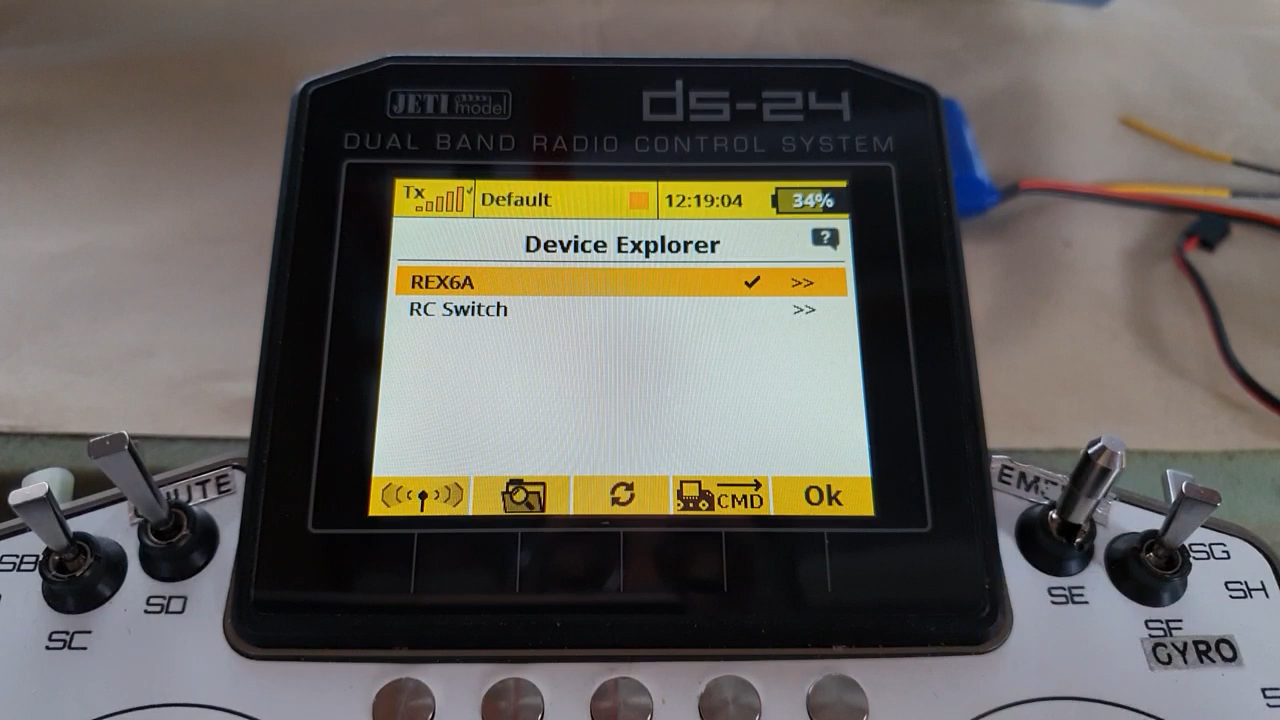 JETI model
ds-24
DUAL BAND RADIO CONTROL SYSTEM
Tx
Default
12:19:04
34%
Device Explorer
?
REX6A ✓ >>
RC Switch >>
CMD
Ok
SB
SC
SD
SE
SF
SG
SH
GYRO